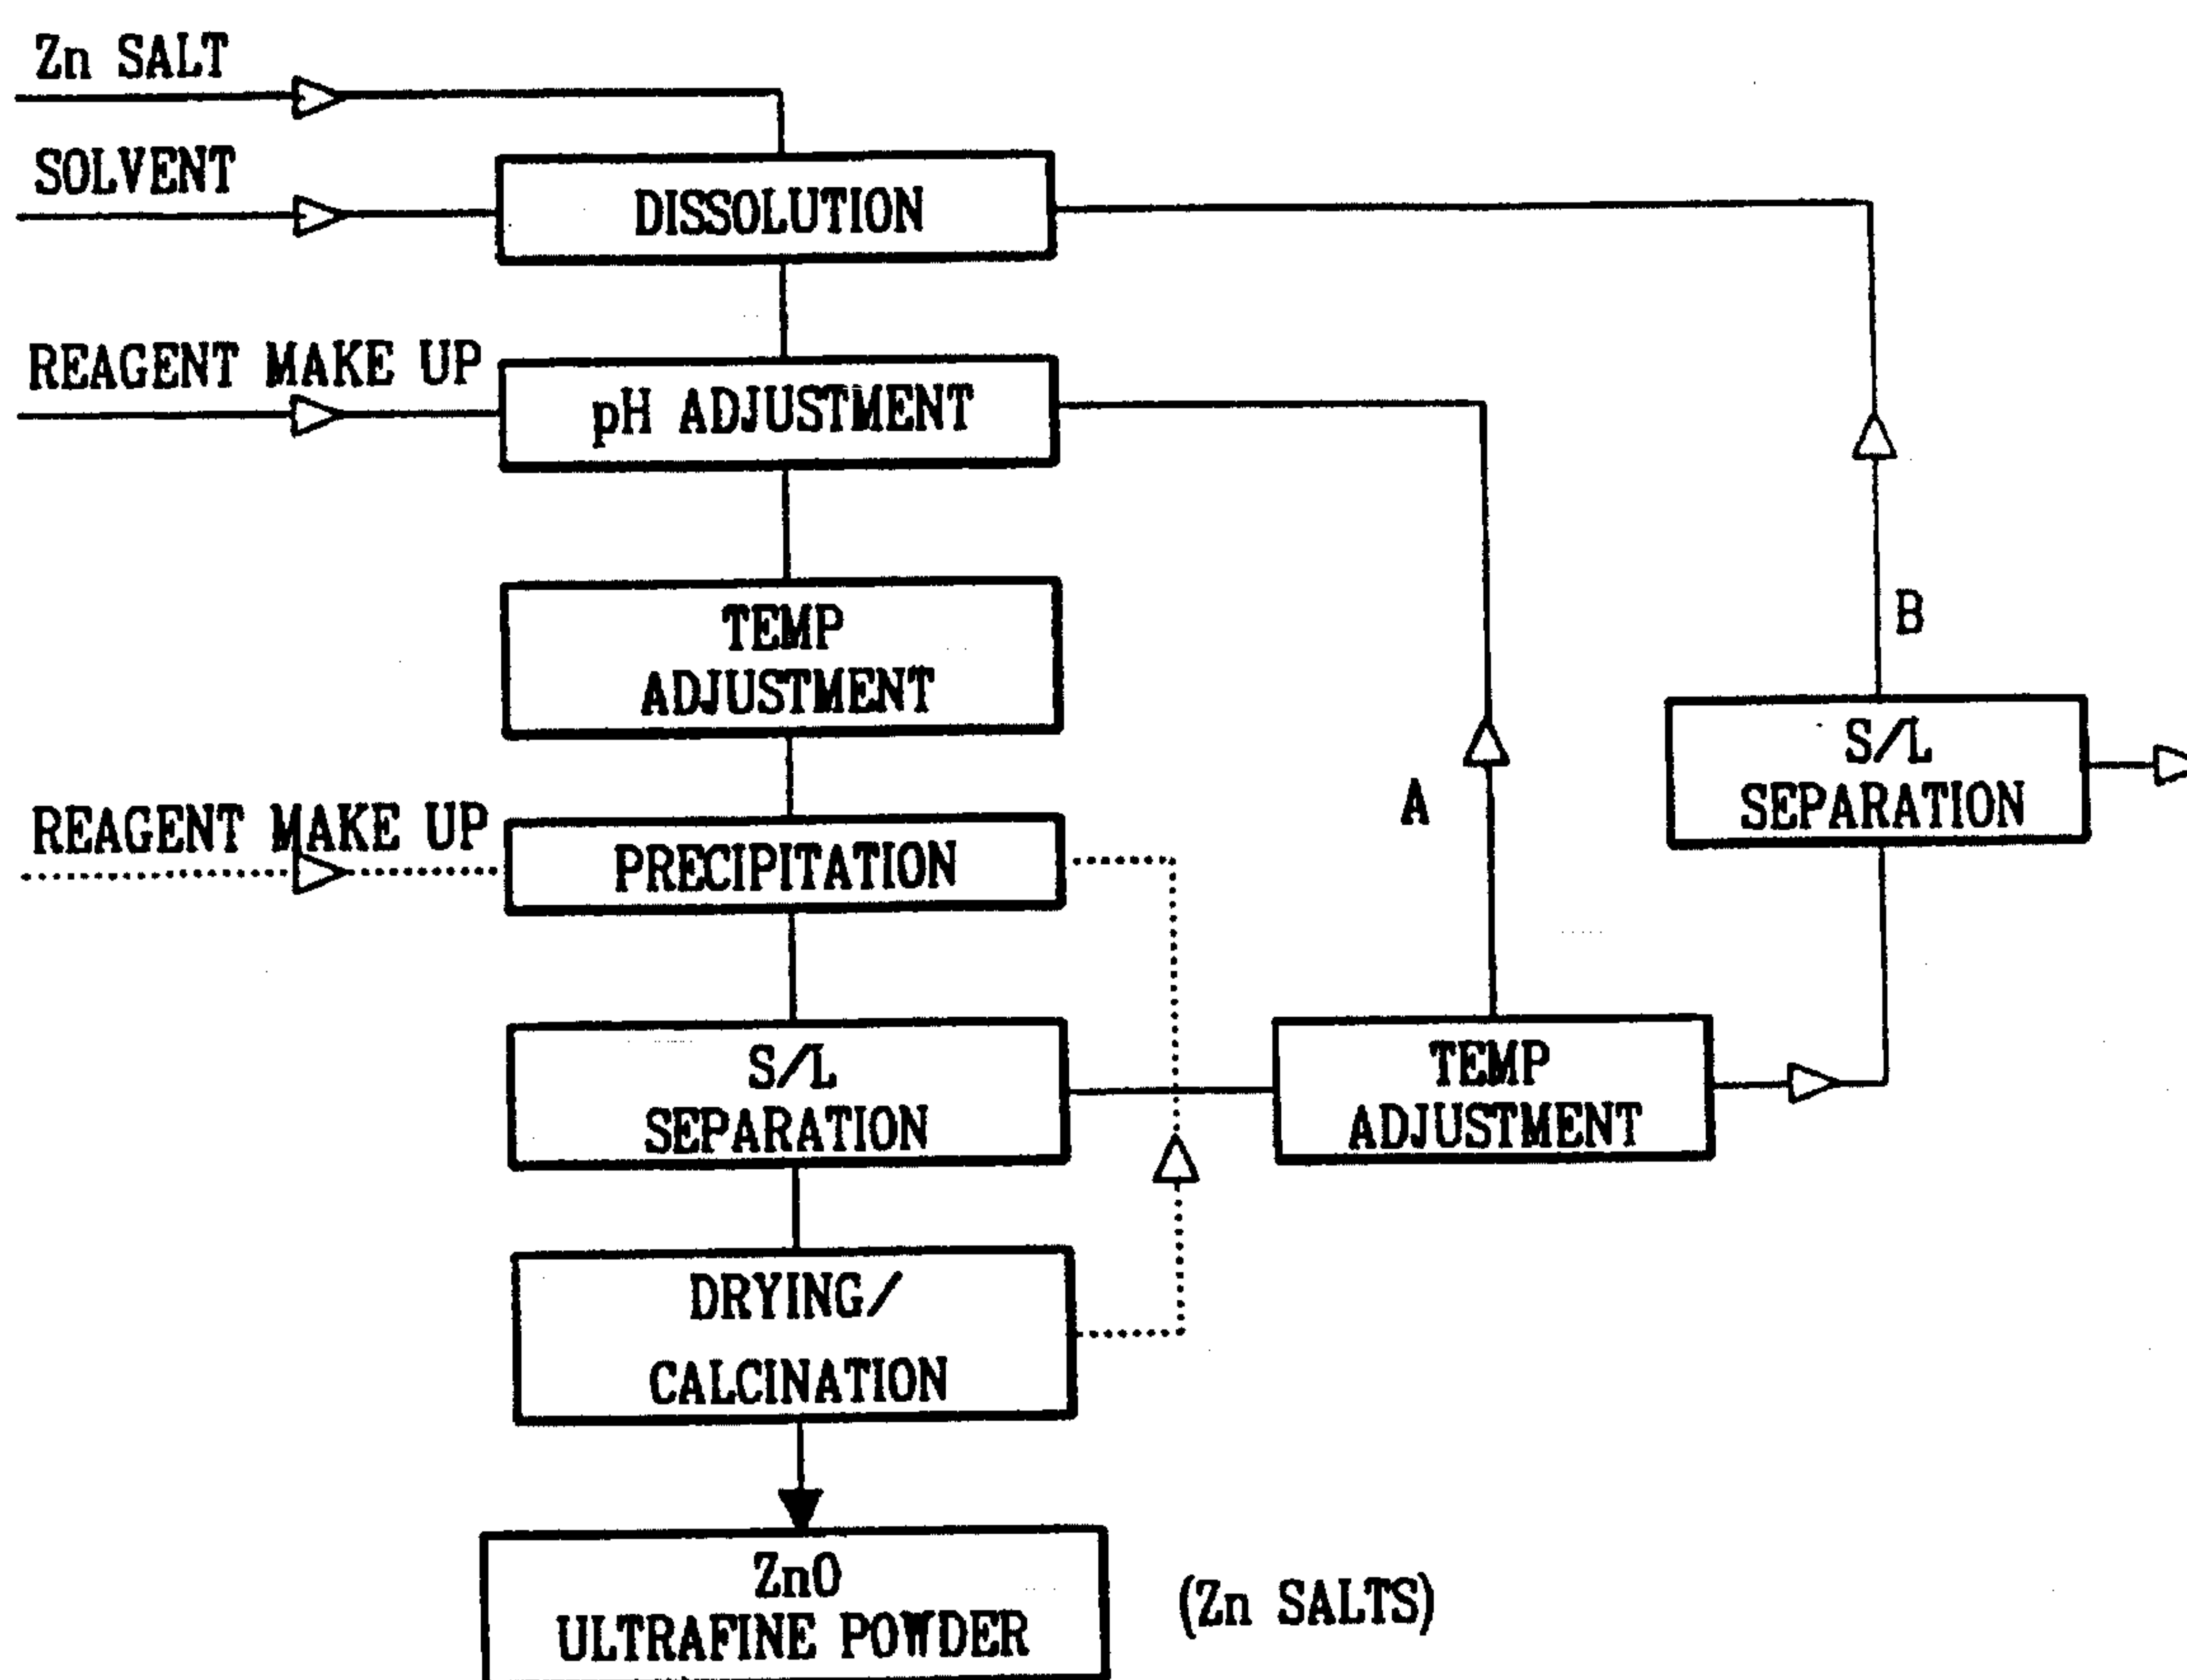 Zn SALT
SOLVENT
DISSOLUTION
REAGENT MAKE UP
pH ADJUSTMENT
TEMP
ADJUSTMENT
REAGENT MAKE UP
PRECIPITATION
A
B
S/L
SEPARATION
S/L
SEPARATION
TEMP
ADJUSTMENT
DRYING/
CALCINATION
ZnO
ULTRAFINE POWDER
(Zn SALTS)